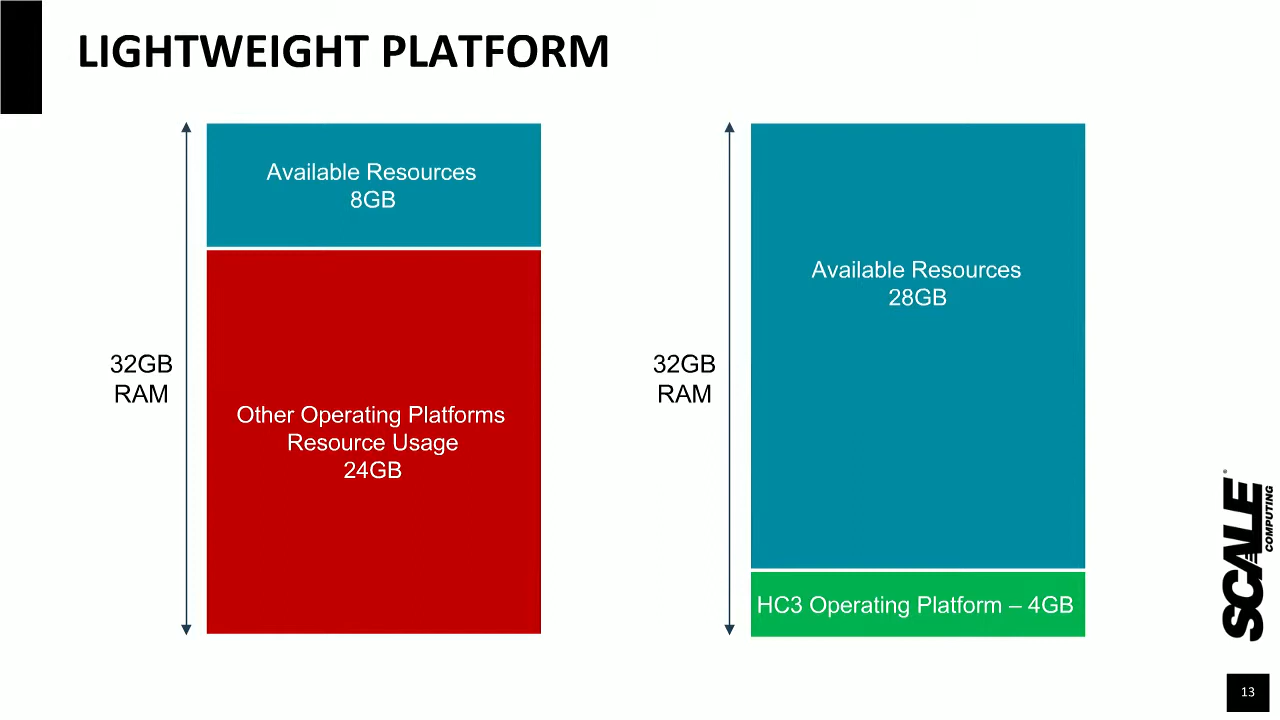 LIGHTWEIGHT PLATFORM
32GB
RAM
Available Resources
8GB
Other Operating Platforms
Resource Usage
24GB
32GB
RAM
Available Resources
28GB
HC3 Operating Platform – 4GB
SCALE
COMPUTING
13